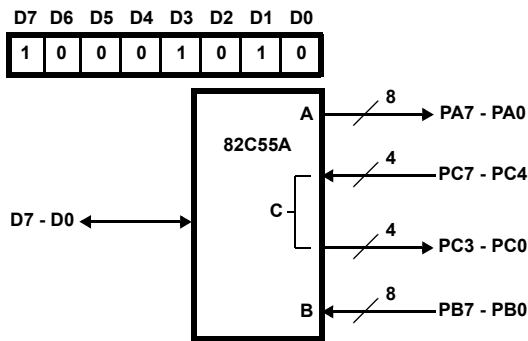 D7 D6 D5 D4 D3 D2 D1 D0
1 0 0 0 1 0 1 0
A 8 PA7 - PA0
82C55A
4 PC7 - PC4
C
D7 - D0
4 PC3 - PC0
B 8 PB7 - PB0